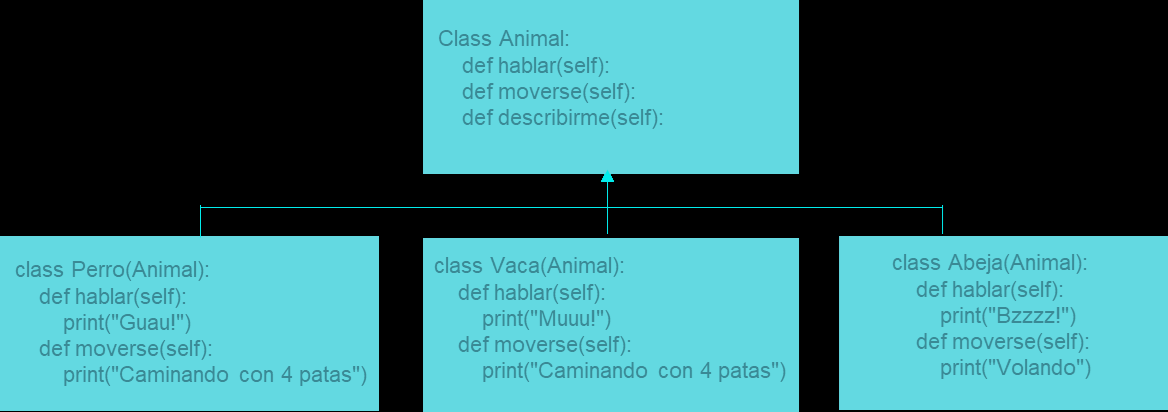 Class Animal:
def hablar(self):
def moverse(self):
def describirme(self):
class Perro(Animal):
def hablar(self):
print("Guau!")
def moverse(self):
print("Caminando con 4 patas")
class Vaca(Animal):
def hablar(self):
print("Muuu!")
def moverse(self):
print("Caminando con 4 patas")
class Abeja(Animal):
def hablar(self):
print("Bzzzz!")
def moverse(self):
print("Volando")